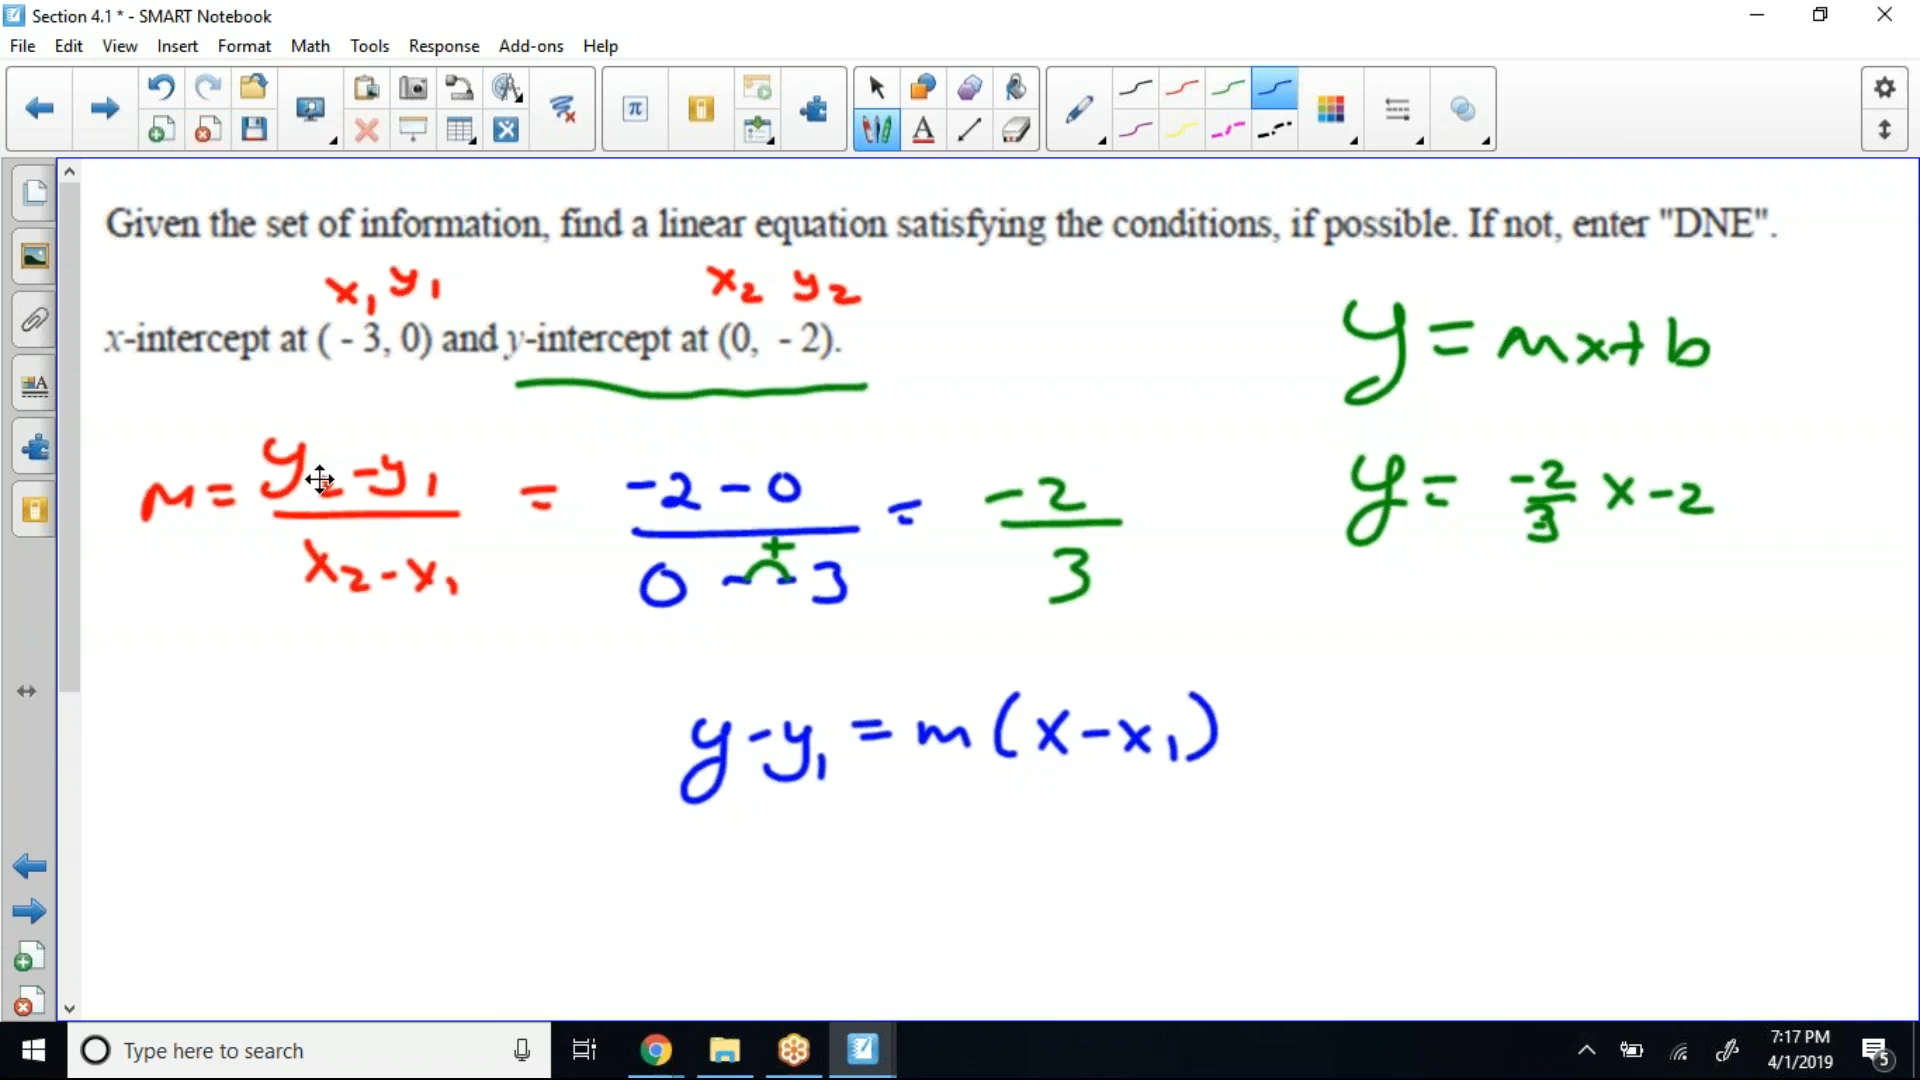 Section 4.1 * - SMART Notebook
File Edit View Insert Format Math Tools Response Add-ons Help
π
A
Given the set of information, find a linear equation satisfying the conditions, if possible. If not, enter "DNE".
x₁ y₁ x₂ y₂
x-intercept at ( - 3, 0) and y-intercept at (0, - 2).
y = mx + b
m = y₂ - y₁ = -2 - 0 = -2
x₂ - x₁ 0 - - 3 3
+
y = -2/3 x - 2
y - y₁ = m (x - x₁)
Type here to search
7:17 PM
4/1/2019
5